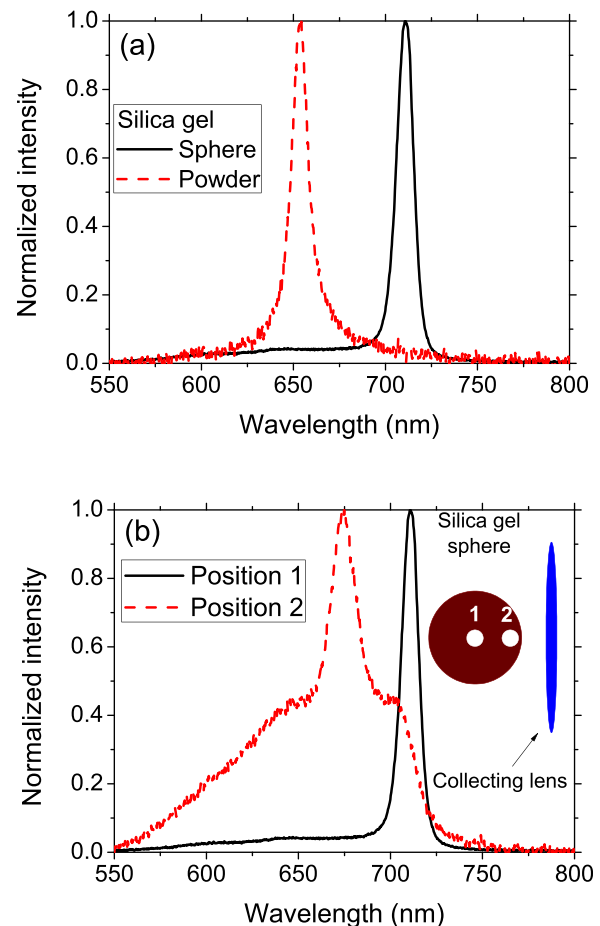 (a)
Silica gel
Sphere
Powder
1.0
0.8
0.6
0.4
0.2
0.0
Normalized intensity
550 600 650 700 750 800
Wavelength (nm)
(b)
Position 1
Position 2
Silica gel
sphere
1 2
Collecting lens
1.0
0.8
0.6
0.4
0.2
0.0
Normalized intensity
550 600 650 700 750 800
Wavelength (nm)